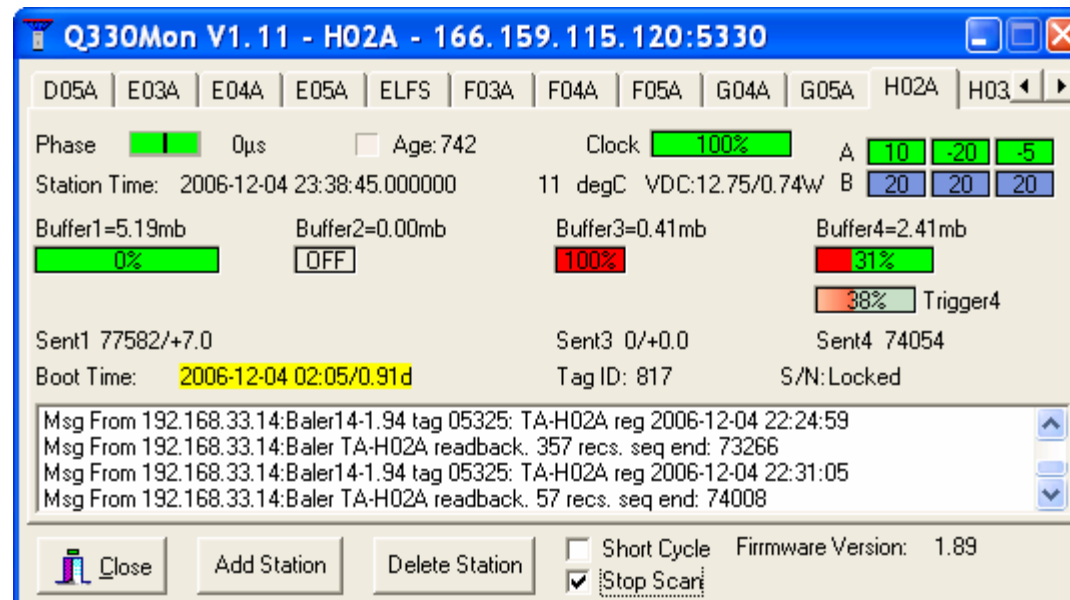 Q330Mon V1.11 - H02A - 166.159.115.120:5330
D05A E03A E04A E05A ELFS F03A F04A F05A G04A G05A H02A H03
Phase 0µs Age: 742 Clock 100% A 10 -20 -5
Station Time: 2006-12-04 23:38:45.000000 11 degC VDC:12.75/0.74W B 20 20 20
Buffer1=5.19mb Buffer2=0.00mb Buffer3=0.41mb Buffer4=2.41mb
0% OFF 100% 31%
38% Trigger4
Sent1 77582/+7.0 Sent3 0/+0.0 Sent4 74054
Boot Time: 2006-12-04 02:05/0.91d Tag ID: 817 S/N:Locked
Msg From 192.168.33.14:Baler14-1.94 tag 05325: TA-H02A reg 2006-12-04 22:24:59
Msg From 192.168.33.14:Baler TA-H02A readback. 357 recs. seq end: 73266
Msg From 192.168.33.14:Baler14-1.94 tag 05325: TA-H02A reg 2006-12-04 22:31:05
Msg From 192.168.33.14:Baler TA-H02A readback. 57 recs. seq end: 74008
Close Add Station Delete Station Short Cycle Firmware Version: 1.89
Stop Scan